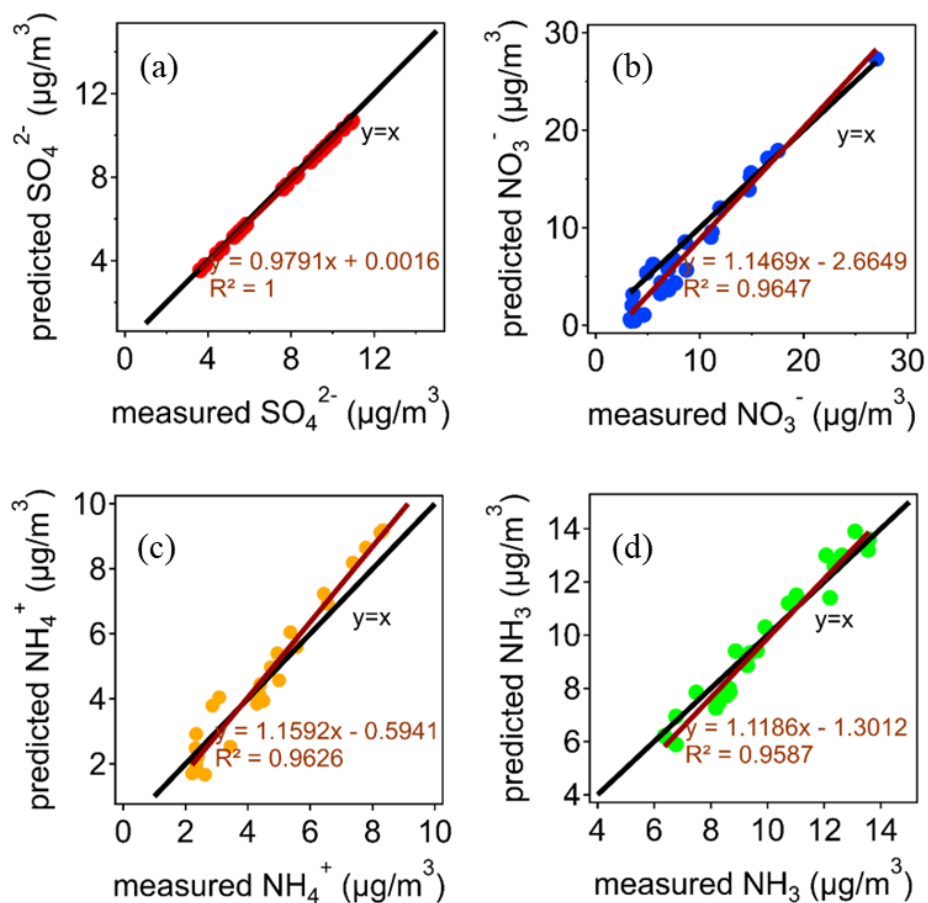 (a)
predicted SO₄²⁻ (µg/m³)
12
8
4
y=x
y = 0.9791x + 0.0016
R² = 1
0 4 8 12
measured SO₄²⁻ (µg/m³)
(b)
predicted NO₃⁻ (µg/m³)
30
20
10
0
y=x
y = 1.1469x - 2.6649
R² = 0.9647
0 10 20 30
measured NO₃⁻ (µg/m³)
(c)
predicted NH₄⁺ (µg/m³)
10
8
6
4
2
y=x
y = 1.1592x - 0.5941
R² = 0.9626
0 2 4 6 8 10
measured NH₄⁺ (µg/m³)
(d)
predicted NH₃ (µg/m³)
14
12
10
8
6
4
y=x
y = 1.1186x - 1.3012
R² = 0.9587
4 6 8 10 12 14
measured NH₃ (µg/m³)